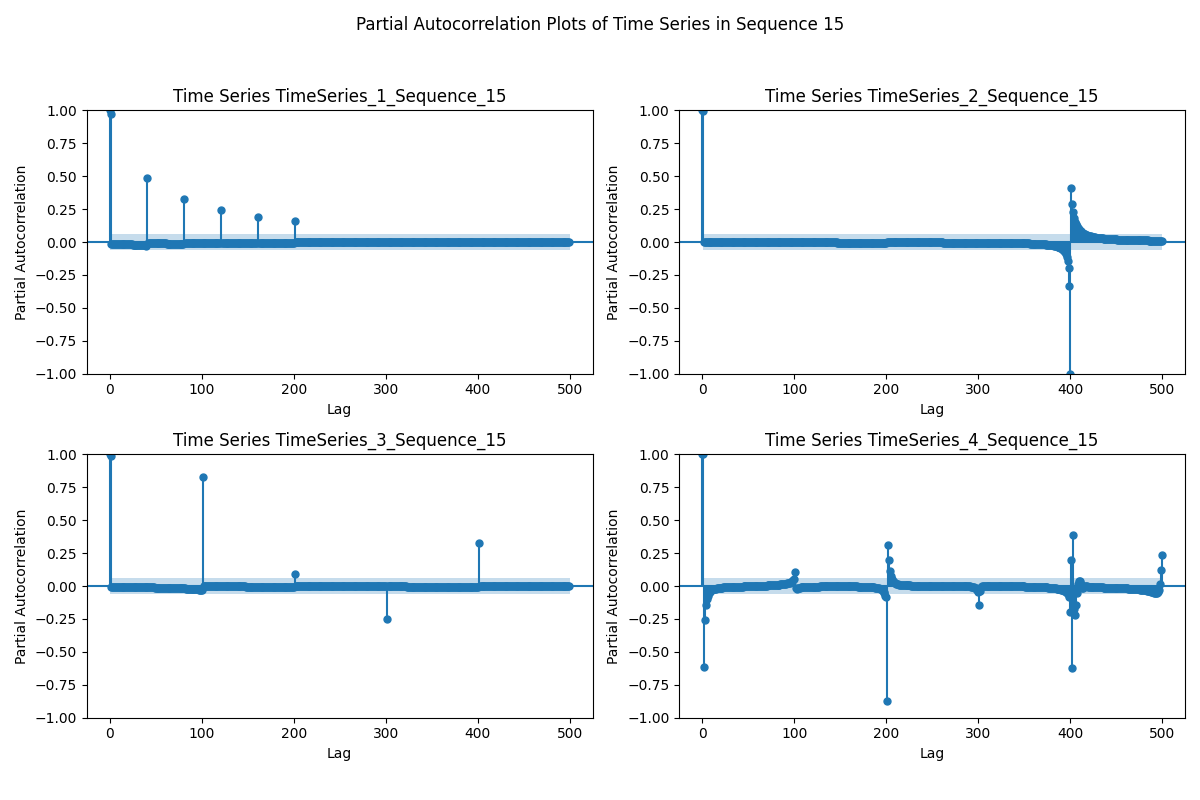 Partial Autocorrelation Plots of Time Series in Sequence 15
Time Series TimeSeries_1_Sequence_15
1.00
0.75
0.50
0.25
0.00
−0.25
−0.50
−0.75
−1.00
Partial Autocorrelation
0 100 200 300 400 500
Lag
Time Series TimeSeries_2_Sequence_15
1.00
0.75
0.50
0.25
0.00
−0.25
−0.50
−0.75
−1.00
Partial Autocorrelation
0 100 200 300 400 500
Lag
Time Series TimeSeries_3_Sequence_15
1.00
0.75
0.50
0.25
0.00
−0.25
−0.50
−0.75
−1.00
Partial Autocorrelation
0 100 200 300 400 500
Lag
Time Series TimeSeries_4_Sequence_15
1.00
0.75
0.50
0.25
0.00
−0.25
−0.50
−0.75
−1.00
Partial Autocorrelation
0 100 200 300 400 500
Lag